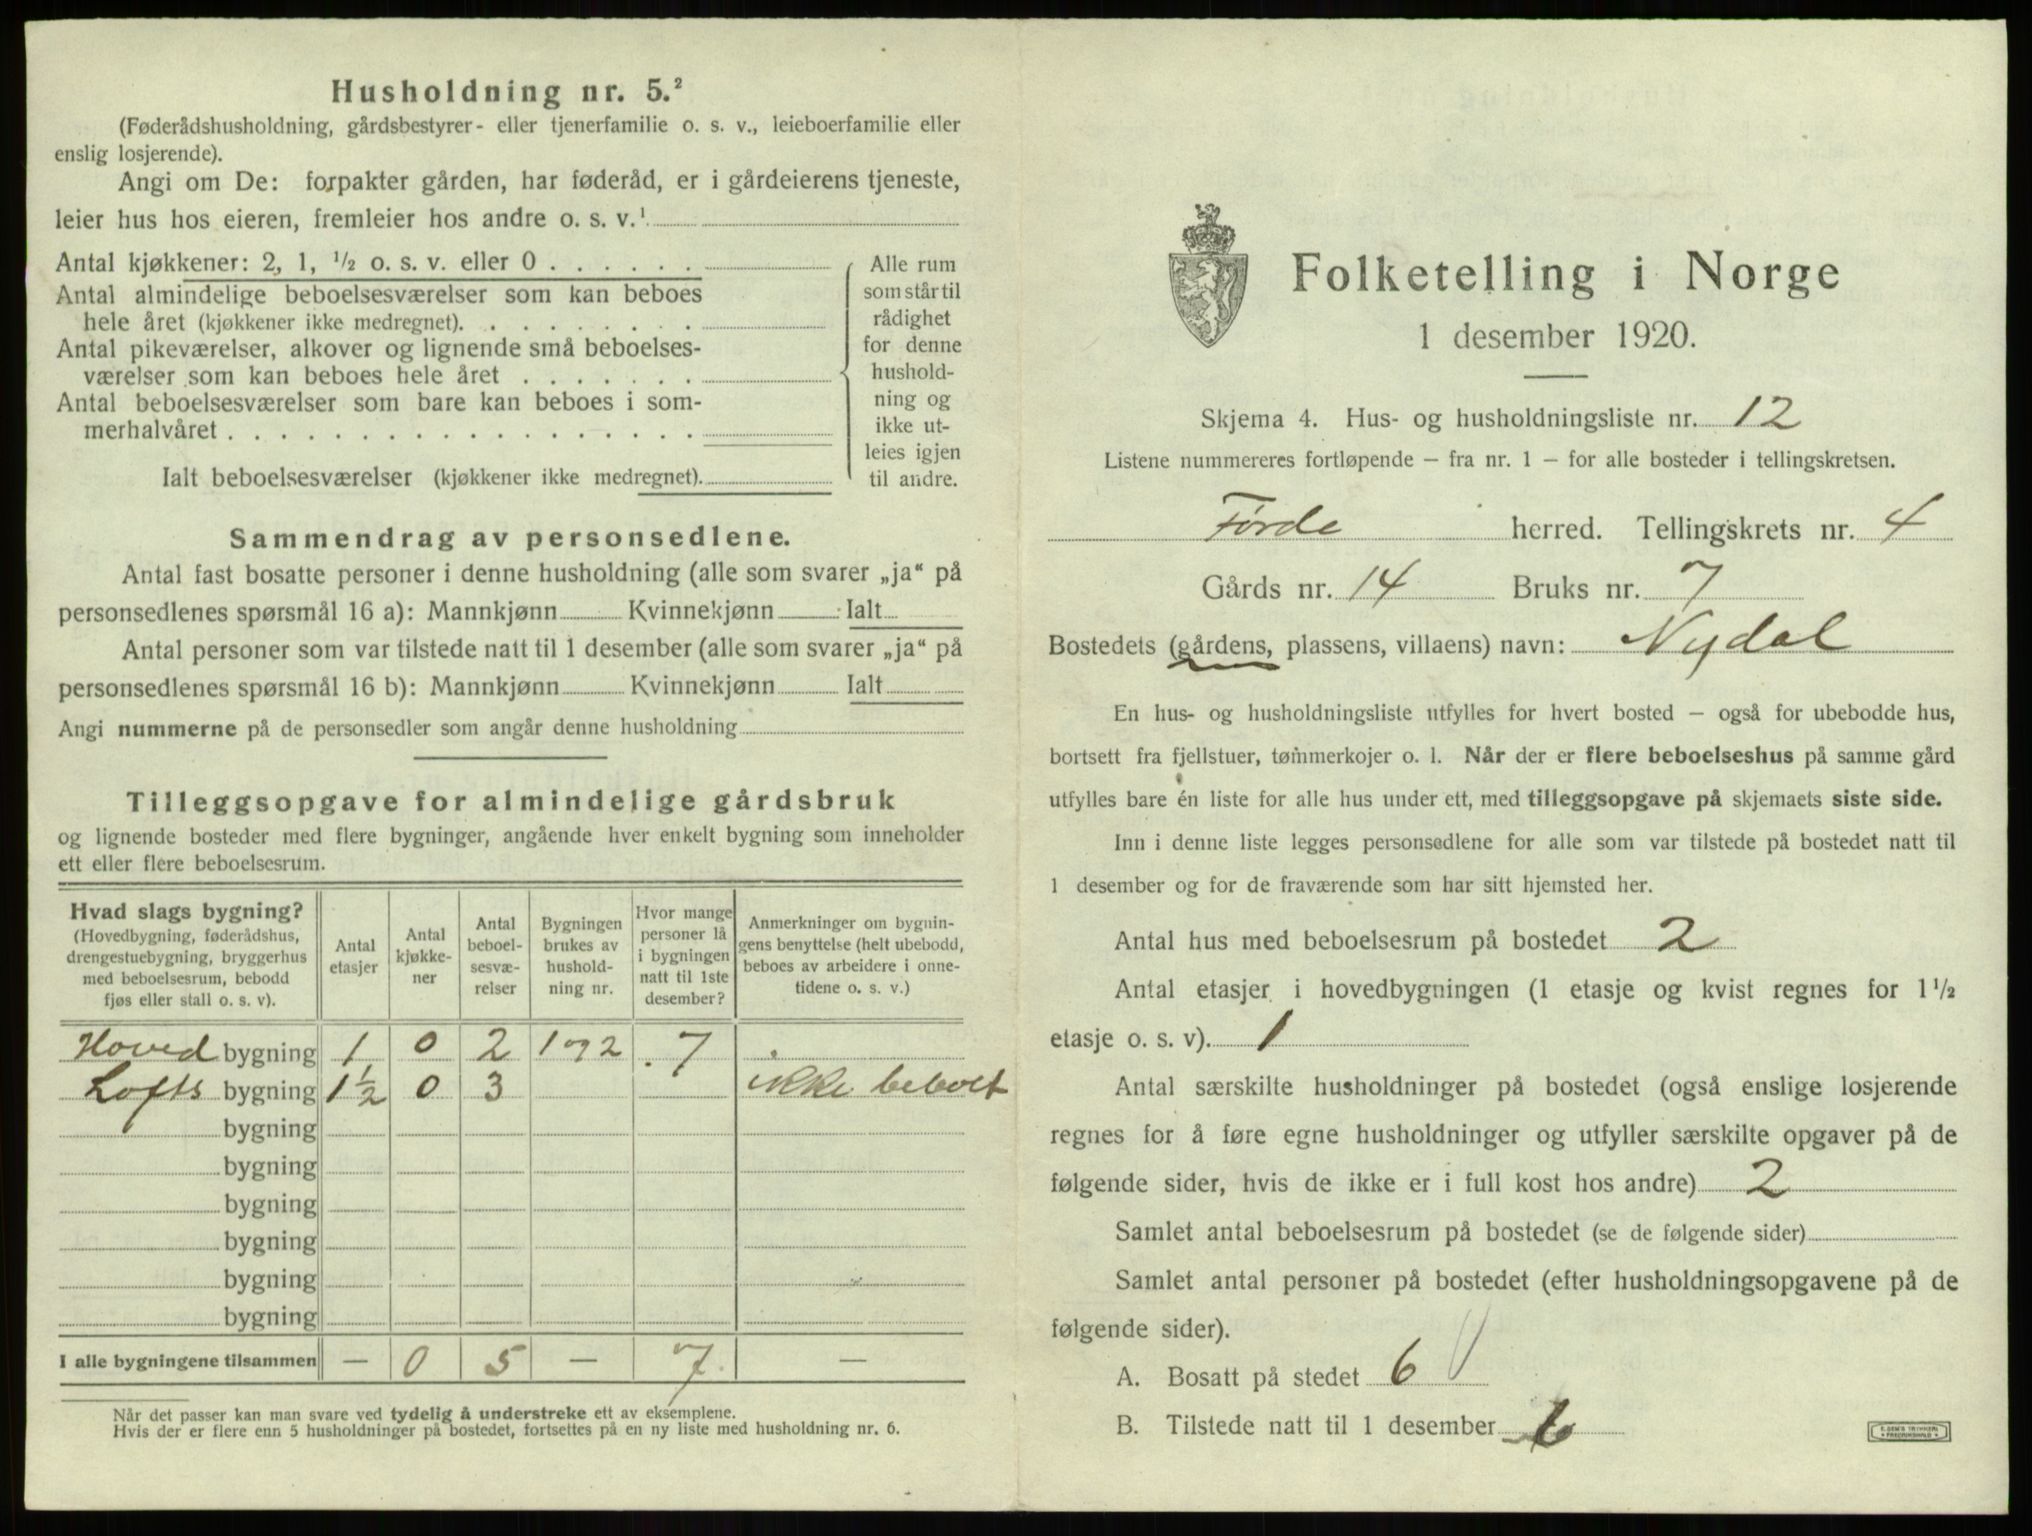 Husholdning nr. 5.²
(Føderådshusholdning, gårdsbestyrer- eller tjenerfamilie o. s. v., leieboerfamilie eller
enslig losjerende).
Angi om De: forpakter gården, har føderåd, er i gårdeierens tjeneste,
leier hus hos eieren, fremleier hos andre o. s. v.¹
Antal kjøkkener: 2, 1, ½ o. s. v. eller 0 . . . . . .
Antal almindelige beboelsesværelser som kan beboes
hele året (kjøkkener ikke medregnet). . . . . . . . .
Antal pikeværelser, alkover og lignende små beboelses-
værelser som kan beboes hele året . . . . . . .
Antal beboelsesværelser som bare kan beboes i som-
merhalvåret . . . . . . . . . . . . . . . . . .
Ialt beboelsesværelser (kjøkkener ikke medregnet).
Alle rum
som står til
rådighet
for denne
hushold-
ning og
ikke ut-
leies igjen
til andre.
Sammendrag av personsedlene.
Antal fast bosatte personer i denne husholdning (alle som svarer „ja“ på
personsedlenes spørsmål 16 a): Mannkjønn Kvinnekjønn Ialt
Antal personer som var tilstede natt til 1 desember (alle som svarer „ja“ på
personsedlenes spørsmål 16 b): Mannkjønn Kvinnekjønn Ialt
Angi nummerne på de personsedler som angår denne husholdning
Tilleggsopgave for almindelige gårdsbruk
og lignende bosteder med flere bygninger, angående hver enkelt bygning som inneholder
ett eller flere beboelsesrum.
Hvad slags bygning?
(Hovedbygning, føderådshus,
drengestuebygning, bryggerhus
med beboelsesrum, bebodd
fjøs eller stall o. s. v).
Antal
etasjer
Antal
kjøkke-
ner
Antal
beboel-
sesvæ-
relser
Bygningen
brukes av
hushold-
ning nr.
Hvor mange
personer lå
i bygningen
natt til 1ste
desember?
Anmerkninger om bygnin-
gens benyttelse (helt ubebodd,
beboes av arbeidere i onne-
tidene o. s. v.)
Hoved bygning 1 0 2 1 og 2 7
Lofts bygning 1½ 0 3 ikke bebodt
bygning
bygning
bygning
bygning
bygning
bygning
I alle bygningene tilsammen — 0 5 — 7. —
Når det passer kan man svare ved tydelig å understreke ett av eksemplene.
Hvis der er flere enn 5 husholdninger på bostedet, fortsettes på en ny liste med husholdning nr. 6.
Folketelling i Norge
1 desember 1920.
Skjema 4. Hus- og husholdningsliste nr. 12
Listene nummereres fortløpende — fra nr. 1 — for alle bosteder i tellingskretsen.
Førde herred. Tellingskrets nr. 4
Gårds nr. 14 Bruks nr. 7
Bostedets (gårdens, plassens, villaens) navn: Nydal
En hus- og husholdningsliste utfylles for hvert bosted — også for ubebodde hus,
bortsett fra fjellstuer, tømmerkojer o. l. Når der er flere beboelseshus på samme gård
utfylles bare én liste for alle hus under ett, med tilleggsopgave på skjemaets siste side.
Inn i denne liste legges personsedlene for alle som var tilstede på bostedet natt til
1 desember og for de fraværende som har sitt hjemsted her.
Antal hus med beboelsesrum på bostedet 2
Antal etasjer i hovedbygningen (1 etasje og kvist regnes for 1½
etasje o. s. v). 1
Antal særskilte husholdninger på bostedet (også enslige losjerende
regnes for å føre egne husholdninger og utfyller særskilte opgaver på de
følgende sider, hvis de ikke er i full kost hos andre) 2
Samlet antal beboelsesrum på bostedet (se de følgende sider)
Samlet antal personer på bostedet (efter husholdningsopgavene på de
følgende sider).
A. Bosatt på stedet 6
B. Tilstede natt til 1 desember 6